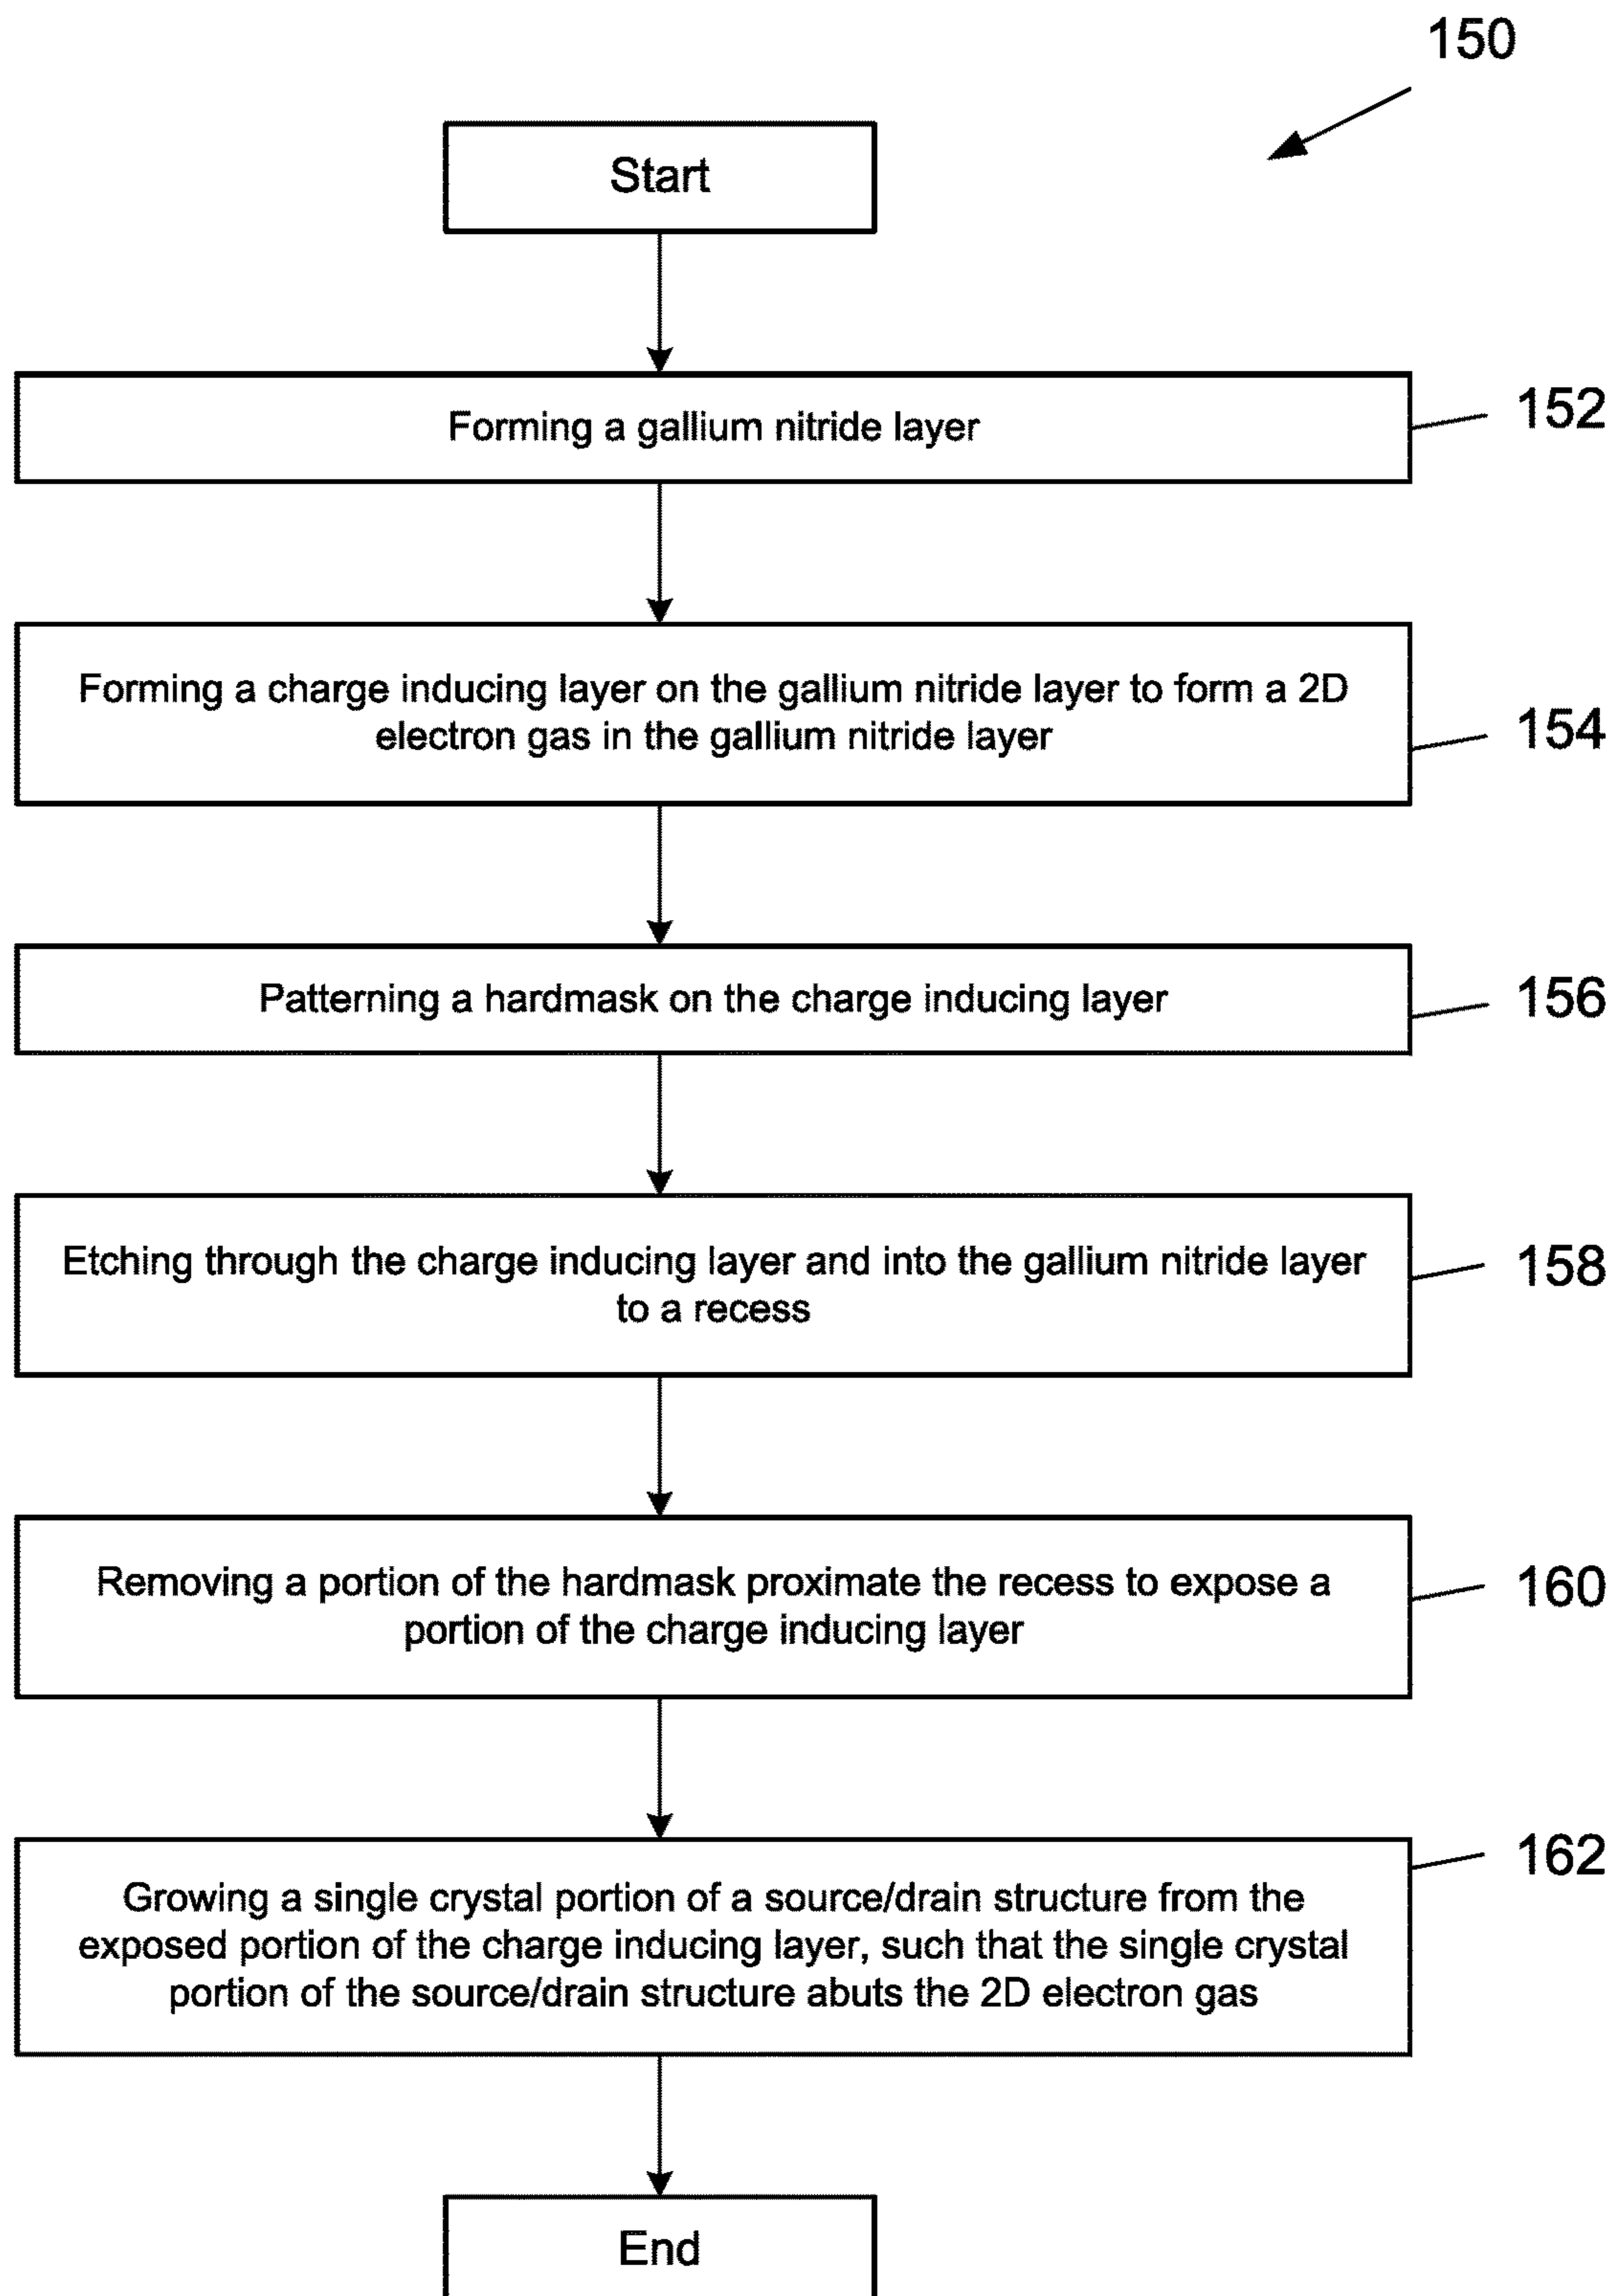 150
Start
Forming a gallium nitride layer
152
Forming a charge inducing layer on the gallium nitride layer to form a 2D
electron gas in the gallium nitride layer
154
Patterning a hardmask on the charge inducing layer
156
Etching through the charge inducing layer and into the gallium nitride layer
to a recess
158
Removing a portion of the hardmask proximate the recess to expose a
portion of the charge inducing layer
160
Growing a single crystal portion of a source/drain structure from the
exposed portion of the charge inducing layer, such that the single crystal
portion of the source/drain structure abuts the 2D electron gas
162
End